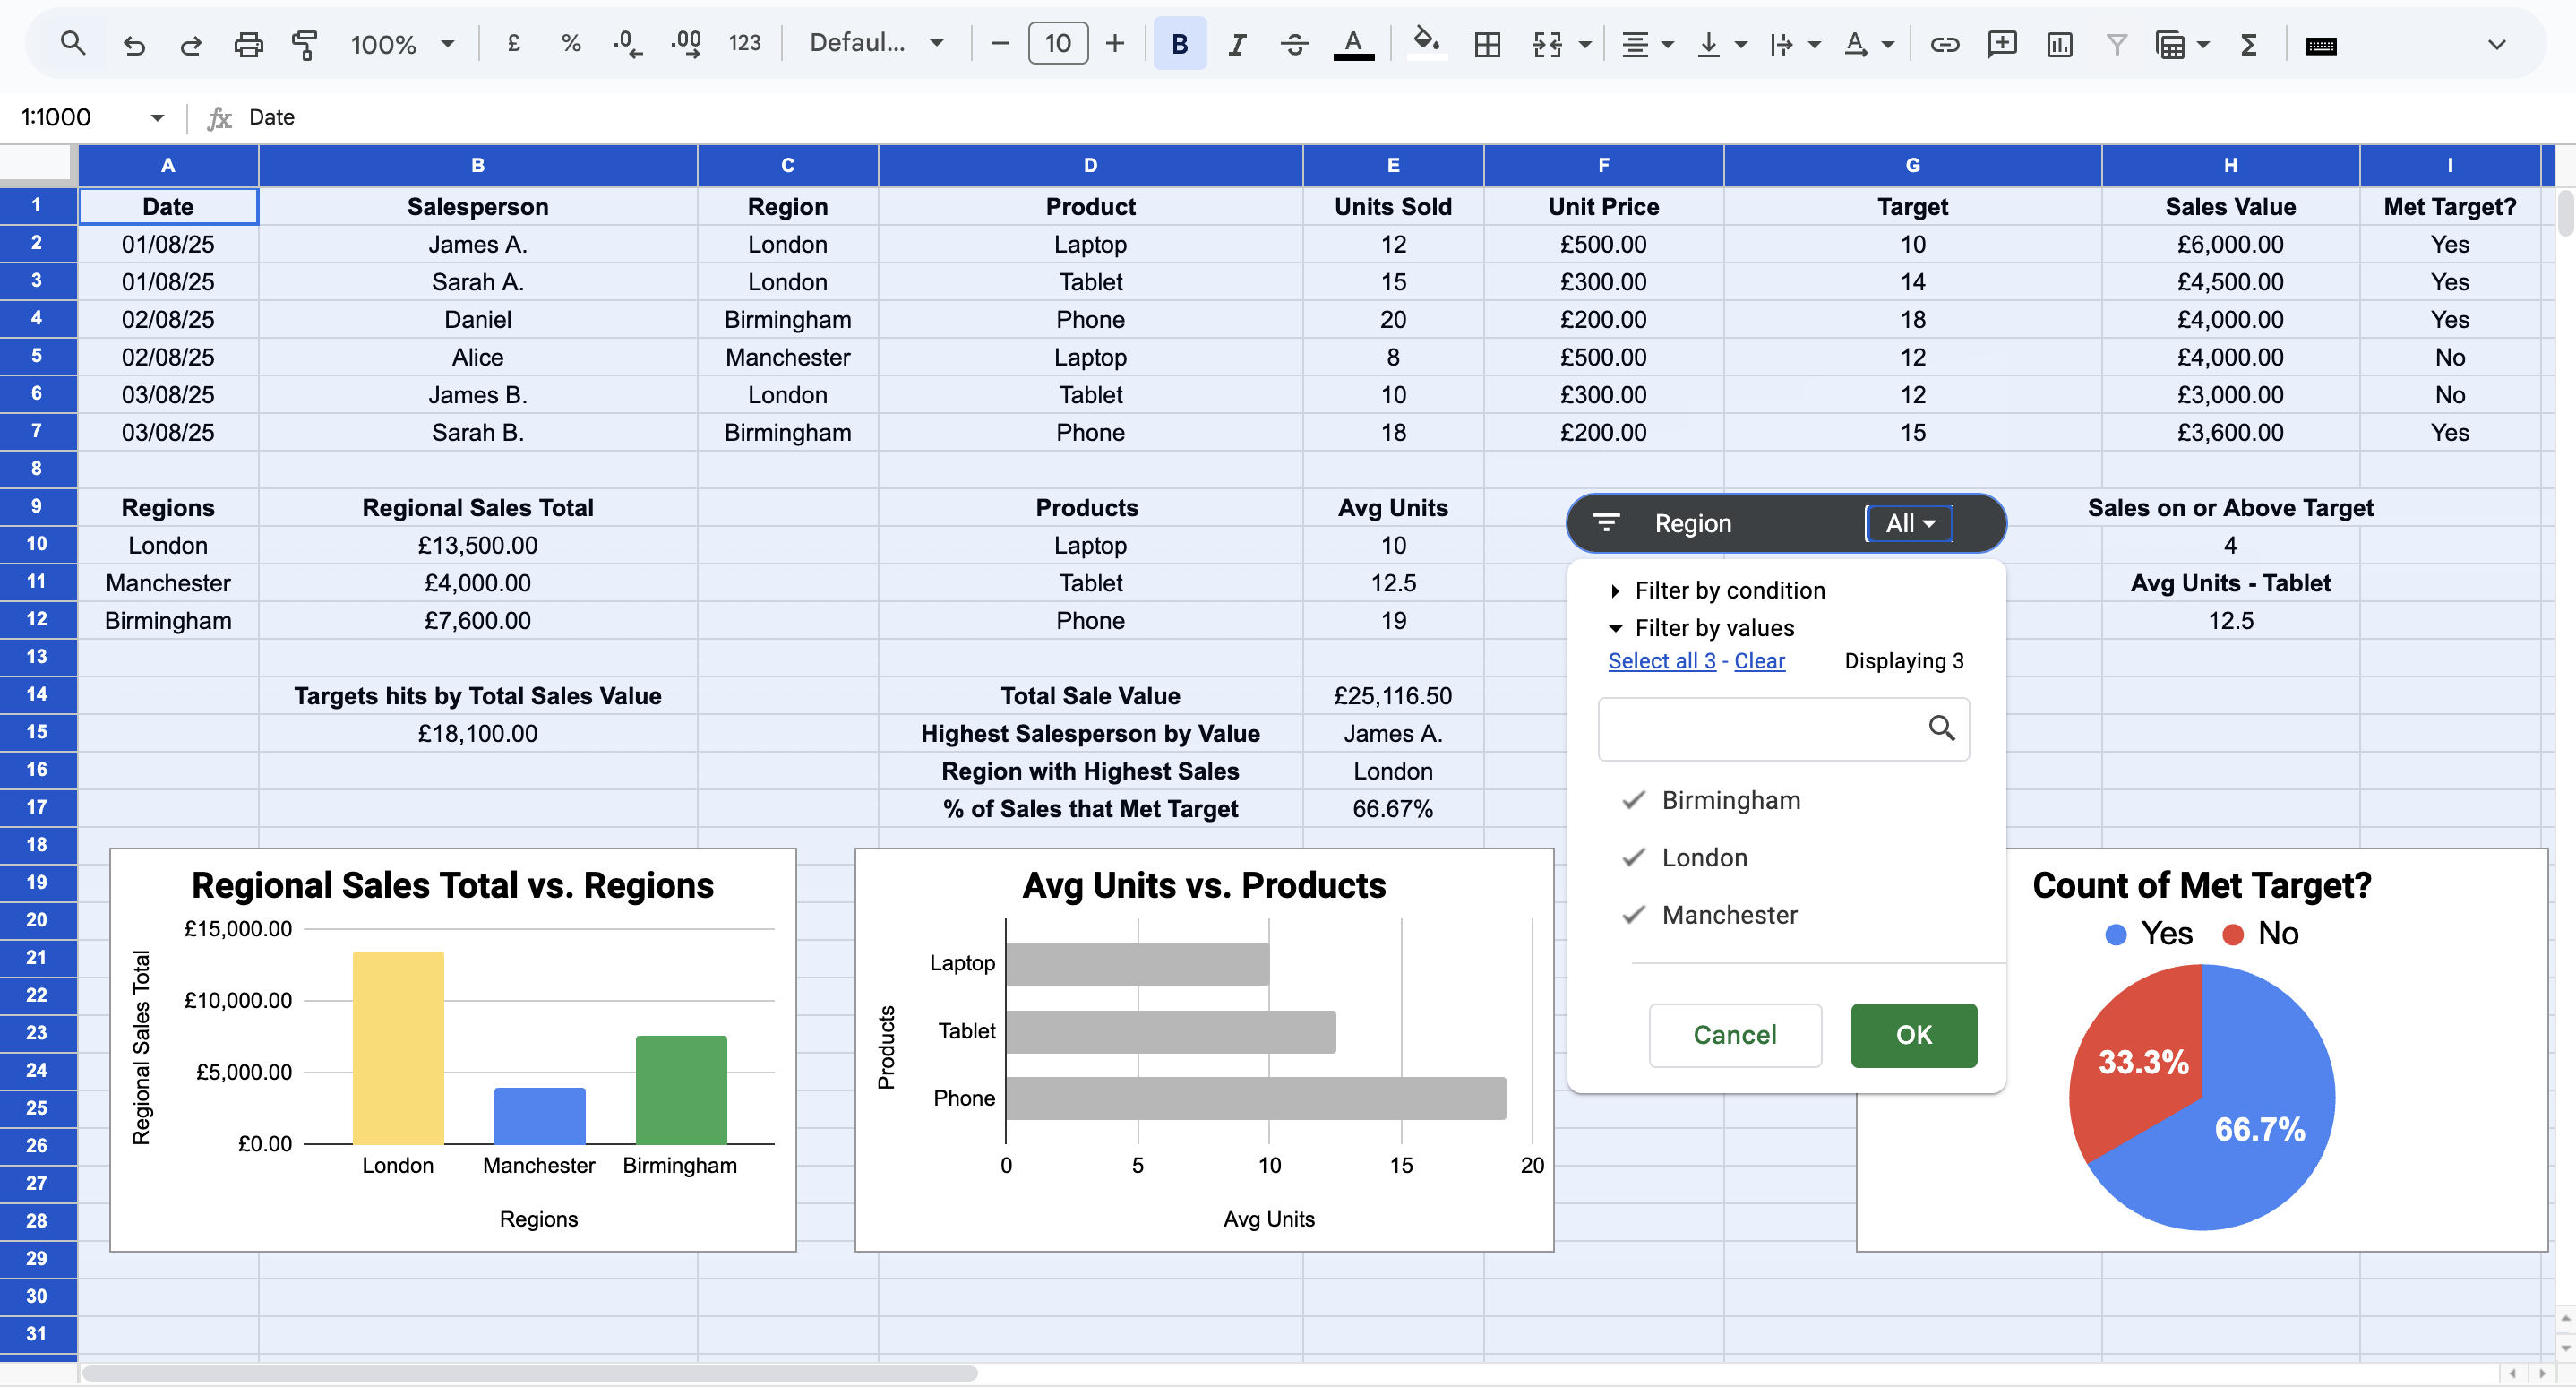 100% £ % .0 .00 123 Defaul... 10 B I A A
1:1000 fx Date
A B C D E F G H I
1 Date Salesperson Region Product Units Sold Unit Price Target Sales Value Met Target?
2 01/08/25 James A. London Laptop 12 £500.00 10 £6,000.00 Yes
3 01/08/25 Sarah A. London Tablet 15 £300.00 14 £4,500.00 Yes
4 02/08/25 Daniel Birmingham Phone 20 £200.00 18 £4,000.00 Yes
5 02/08/25 Alice Manchester Laptop 8 £500.00 12 £4,000.00 No
6 03/08/25 James B. London Tablet 10 £300.00 12 £3,000.00 No
7 03/08/25 Sarah B. Birmingham Phone 18 £200.00 15 £3,600.00 Yes
8
9 Regions Regional Sales Total Products Avg Units Sales on or Above Target
10 London £13,500.00 Laptop 10 4
11 Manchester £4,000.00 Tablet 12.5 Avg Units - Tablet
12 Birmingham £7,600.00 Phone 19 12.5
13
14 Targets hits by Total Sales Value Total Sale Value £25,116.50
15 £18,100.00 Highest Salesperson by Value James A.
16 Region with Highest Sales London
17 % of Sales that Met Target 66.67%
18
19
20
21
22
23
24
25
26
27
28
29
30
31
Region All
Filter by condition
Filter by values
Select all 3 - Clear Displaying 3
Birmingham
London
Manchester
Cancel OK
Regional Sales Total vs. Regions
Regional Sales Total
£15,000.00
£10,000.00
£5,000.00
£0.00
London Manchester Birmingham
Regions
Avg Units vs. Products
Products
Laptop
Tablet
Phone
0 5 10 15 20
Avg Units
Count of Met Target?
Yes No
33.3%
66.7%